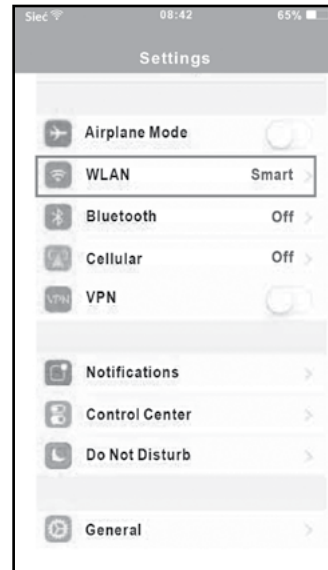 Sieć 08:42 65%
Settings
Airplane Mode
WLAN Smart
Bluetooth Off
Cellular Off
VPN VPN
Notifications
Control Center
Do Not Disturb
General